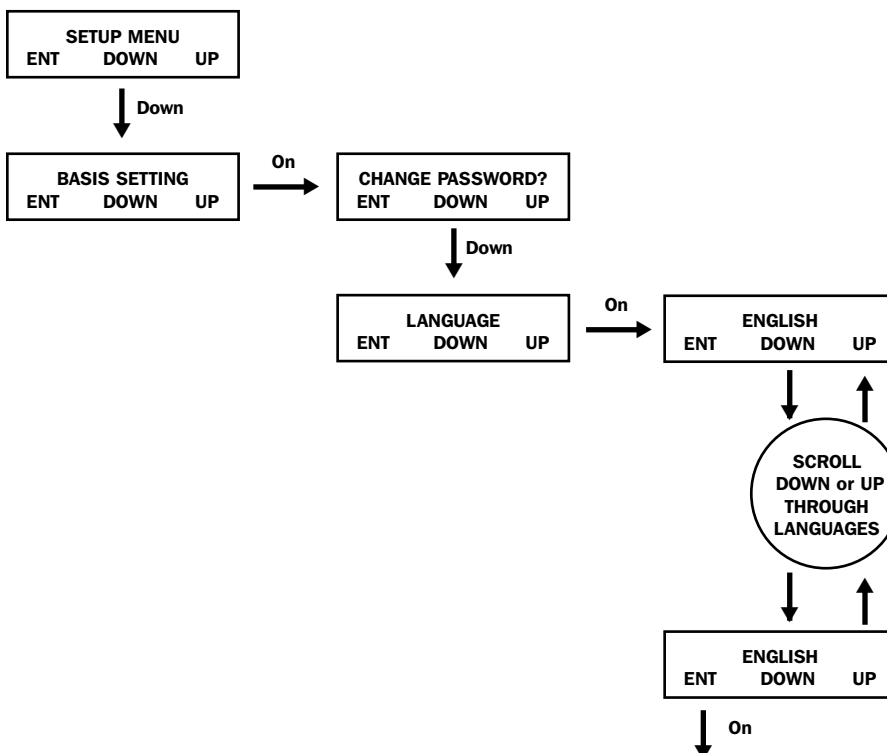 SETUP MENU
ENT DOWN UP
Down
BASIS SETTING
ENT DOWN UP
On
CHANGE PASSWORD?
ENT DOWN UP
Down
LANGUAGE
ENT DOWN UP
On
ENGLISH
ENT DOWN UP
SCROLL
DOWN or UP
THROUGH
LANGUAGES
ENGLISH
ENT DOWN UP
On